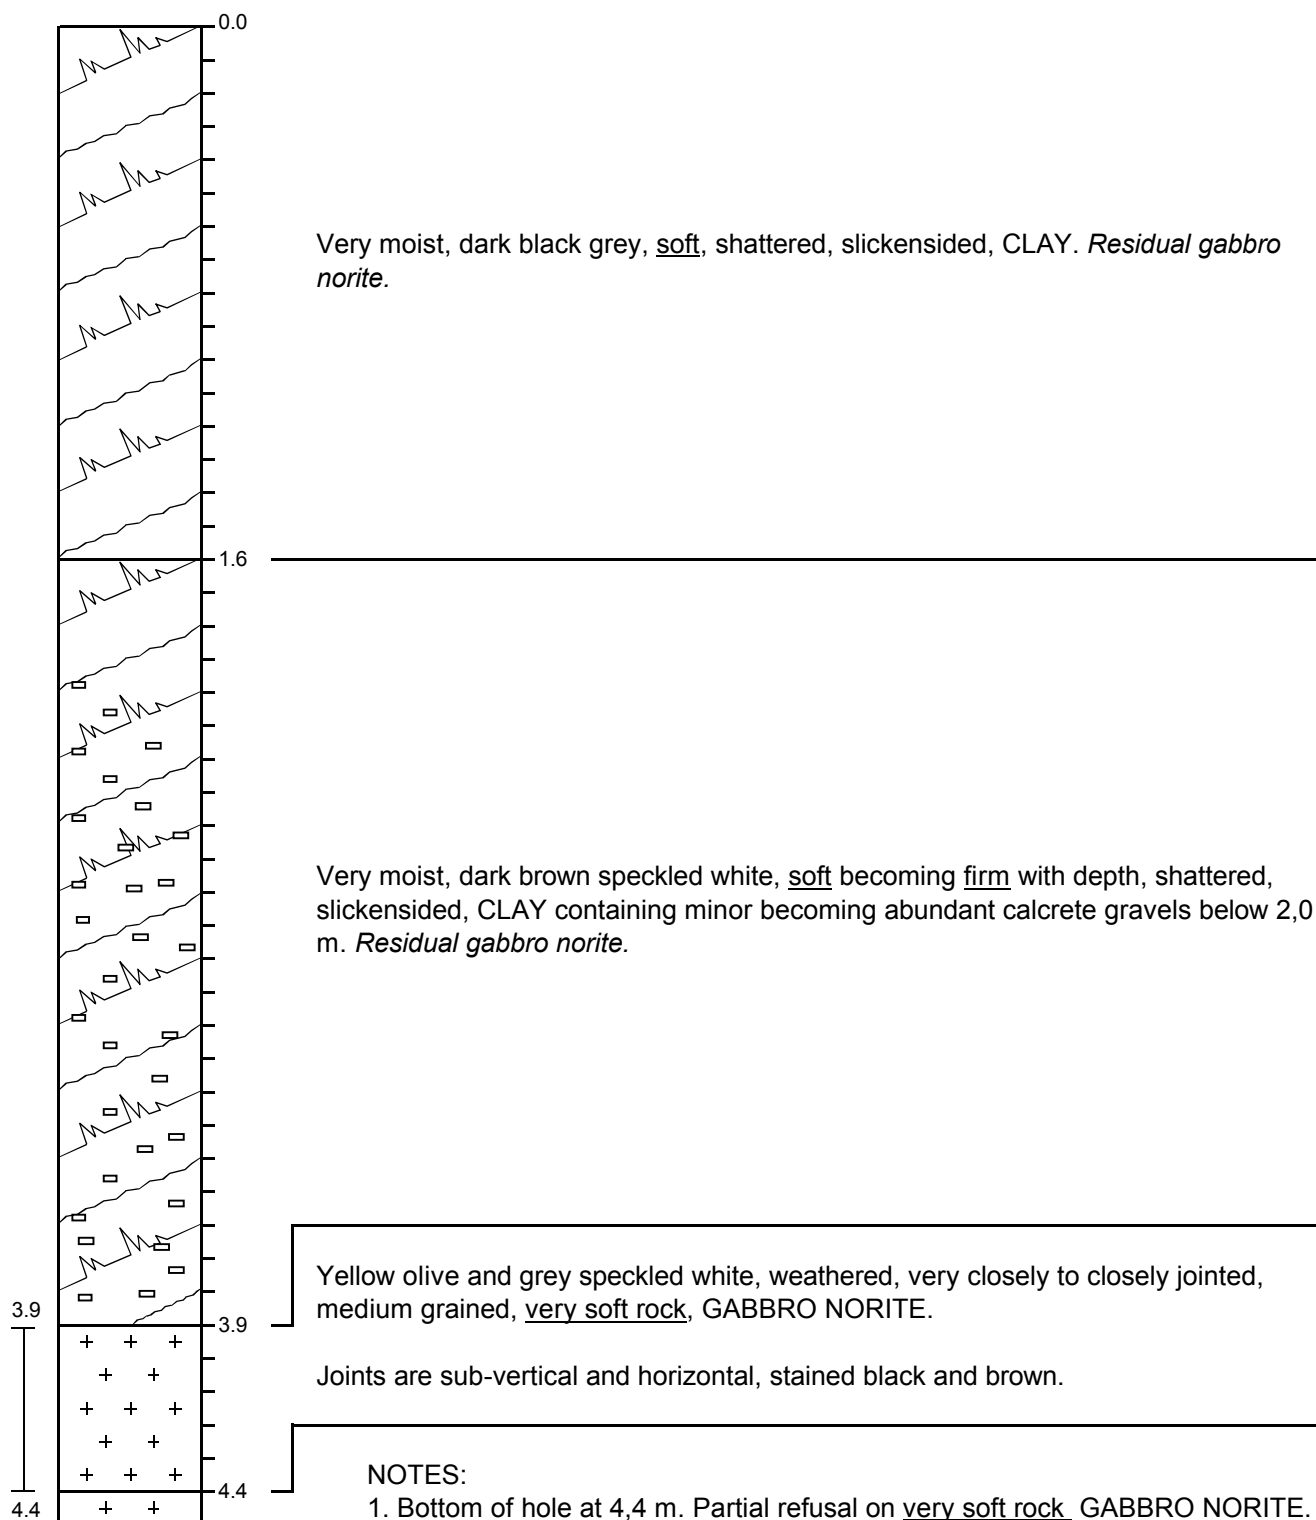 0.0
Very moist, dark black grey, soft, shattered, slickensided, CLAY. Residual gabbro
norite.
1.6
Very moist, dark brown speckled white, soft becoming firm with depth, shattered,
slickensided, CLAY containing minor becoming abundant calcrete gravels below 2,0
m. Residual gabbro norite.
Yellow olive and grey speckled white, weathered, very closely to closely jointed,
medium grained, very soft rock, GABBRO NORITE.
3.9
3.9
Joints are sub-vertical and horizontal, stained black and brown.
NOTES:
4.4
4.4
1. Bottom of hole at 4,4 m. Partial refusal on very soft rock GABBRO NORITE.